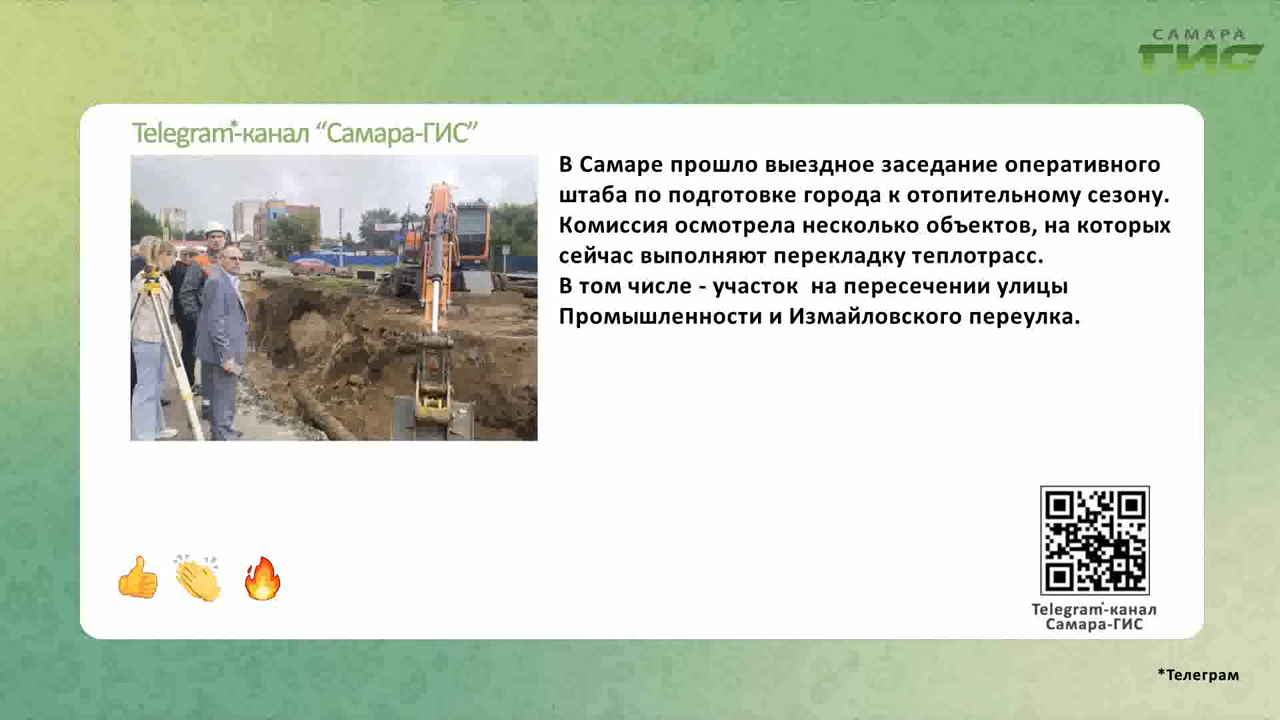 САМАРА
ГИС
Telegram*-канал “Самара-ГИС”
В Самаре прошло выездное заседание оперативного
штаба по подготовке города к отопительному сезону.
Комиссия осмотрела несколько объектов, на которых
сейчас выполняют перекладку теплотрасс.
В том числе - участок на пересечении улицы
Промышленности и Измайловского переулка.
Telegram*-канал
Самара-ГИС
*Телеграм